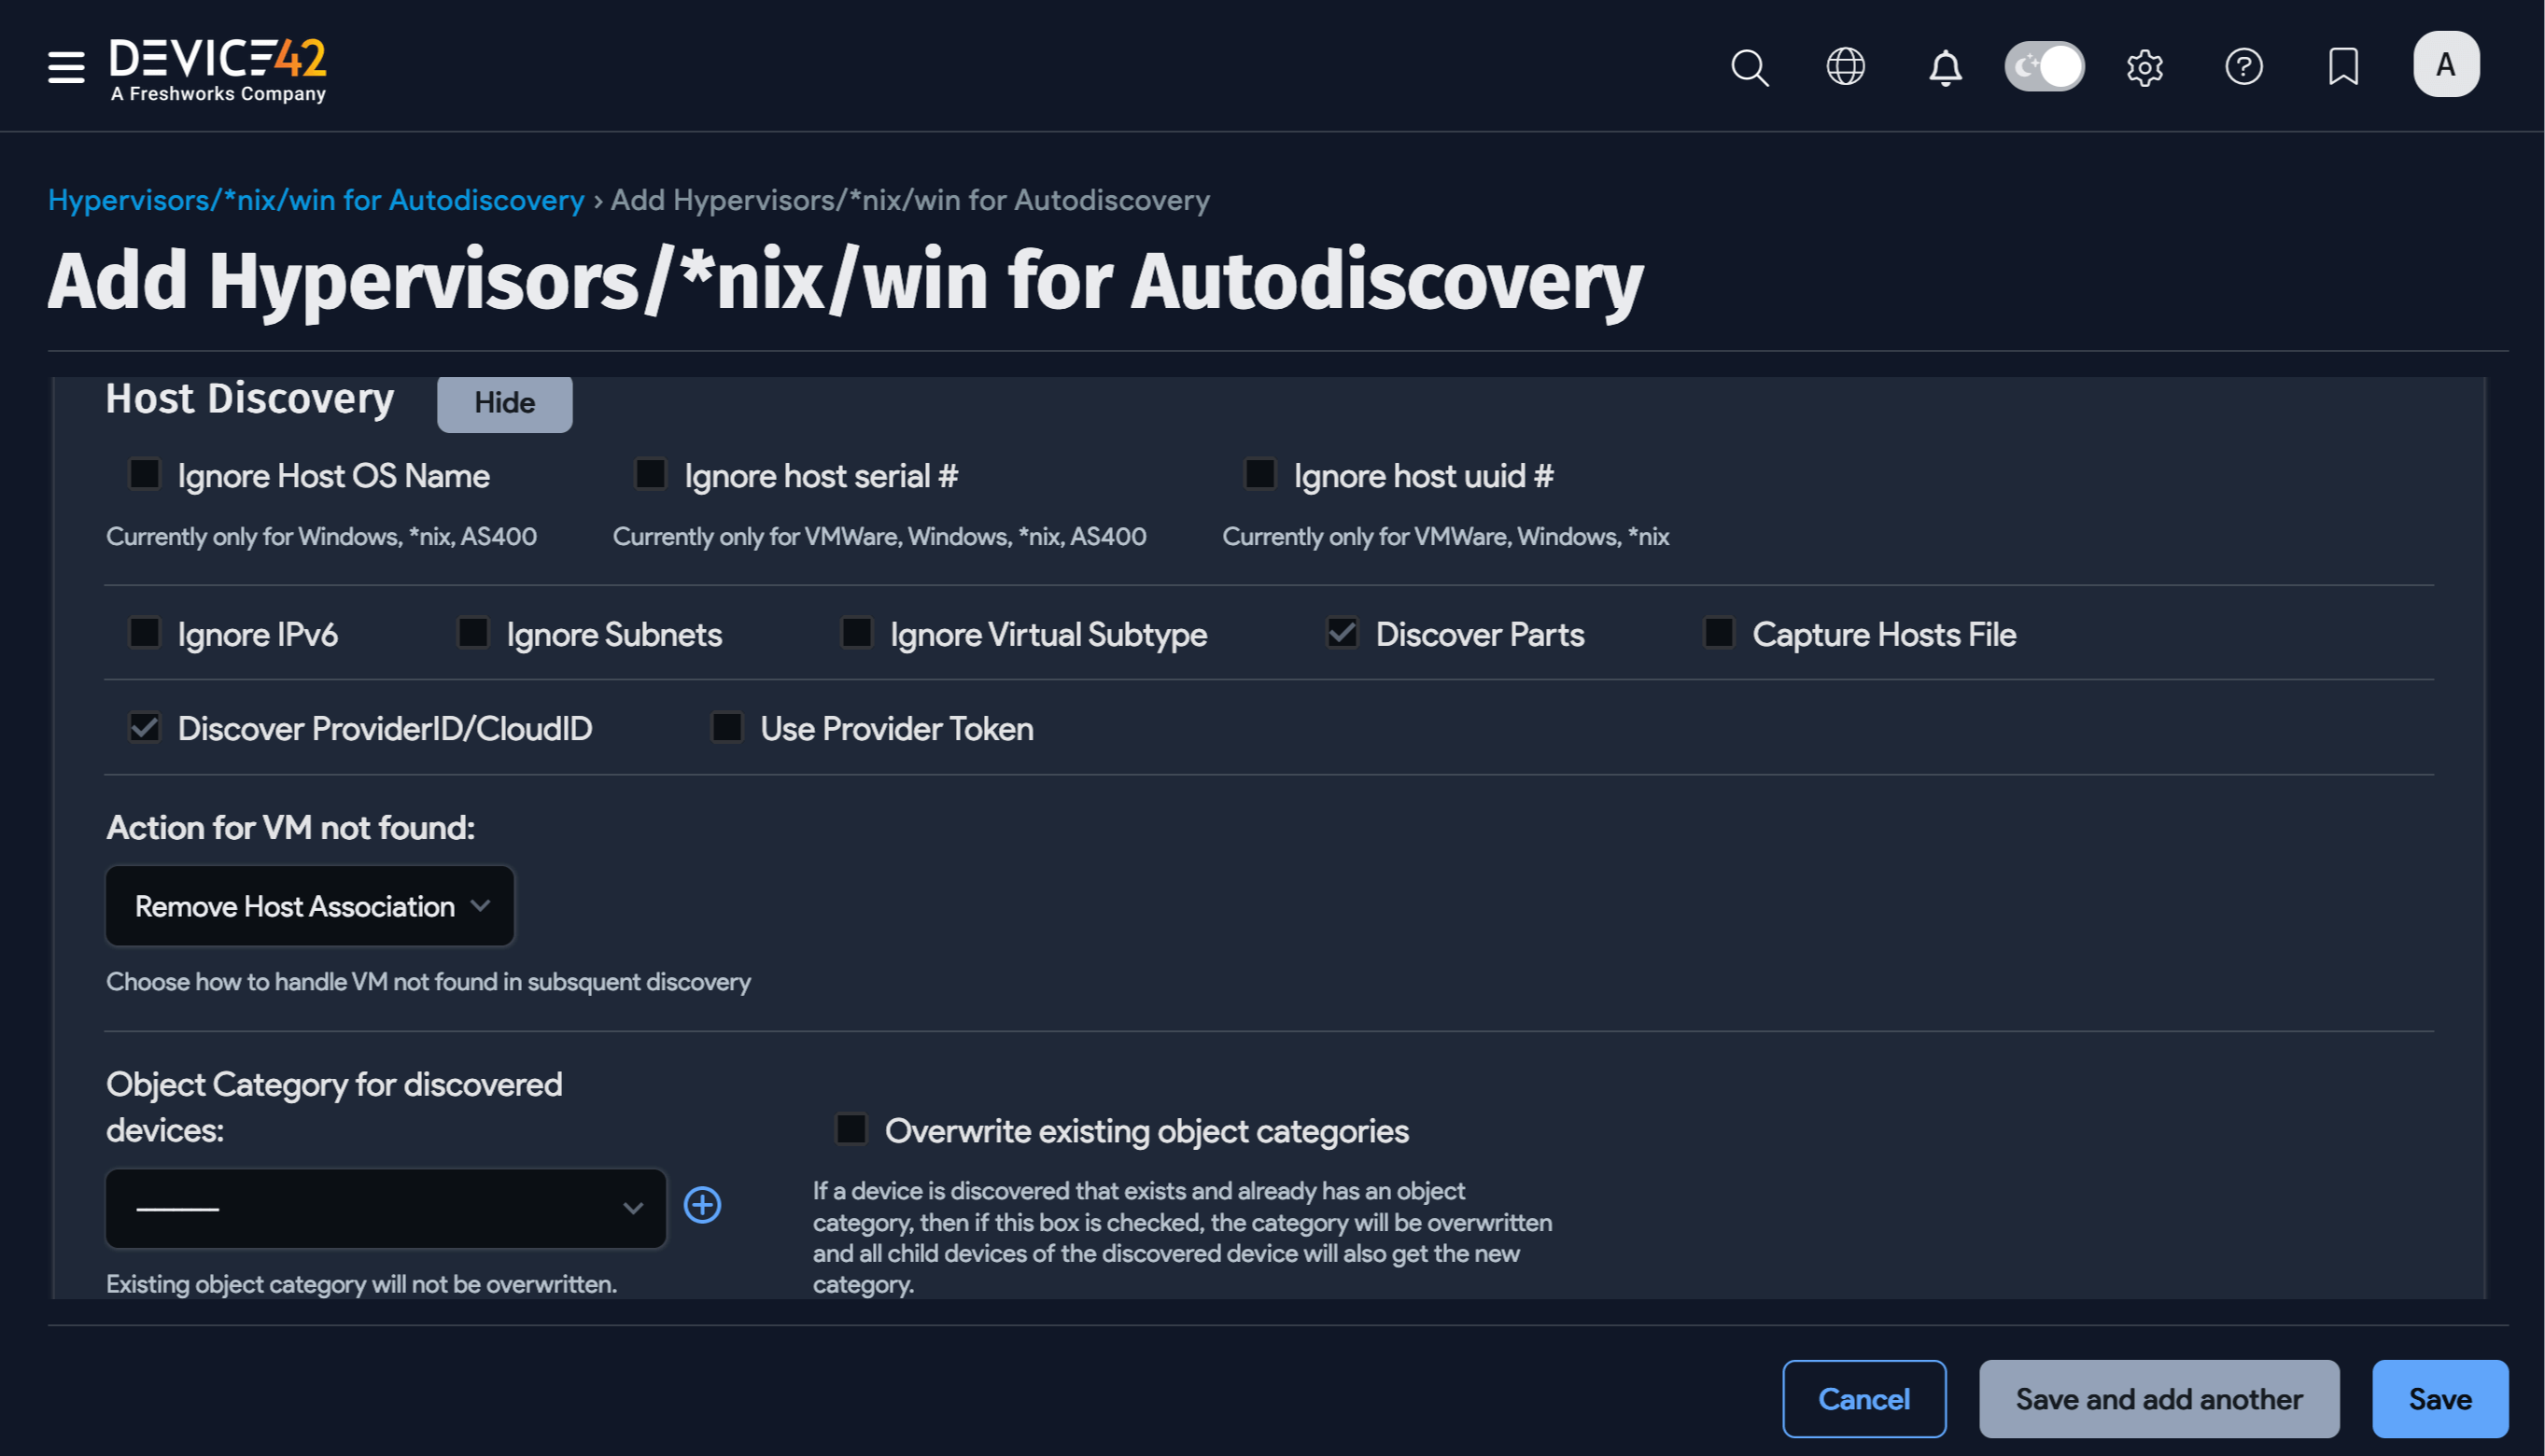 DEVICE42
A Freshworks Company
A
Hypervisors/*nix/win for Autodiscovery › Add Hypervisors/*nix/win for Autodiscovery
Add Hypervisors/*nix/win for Autodiscovery
Host Discovery Hide
Ignore Host OS Name Ignore host serial # Ignore host uuid #
Currently only for Windows, *nix, AS400 Currently only for VMWare, Windows, *nix, AS400 Currently only for VMWare, Windows, *nix
Ignore IPv6 Ignore Subnets Ignore Virtual Subtype Discover Parts Capture Hosts File
Discover ProviderID/CloudID Use Provider Token
Action for VM not found:
Remove Host Association
Choose how to handle VM not found in subsquent discovery
Object Category for discovered
devices:
---------
Existing object category will not be overwritten.
Overwrite existing object categories
If a device is discovered that exists and already has an object
category, then if this box is checked, the category will be overwritten
and all child devices of the discovered device will also get the new
category.
Cancel Save and add another Save